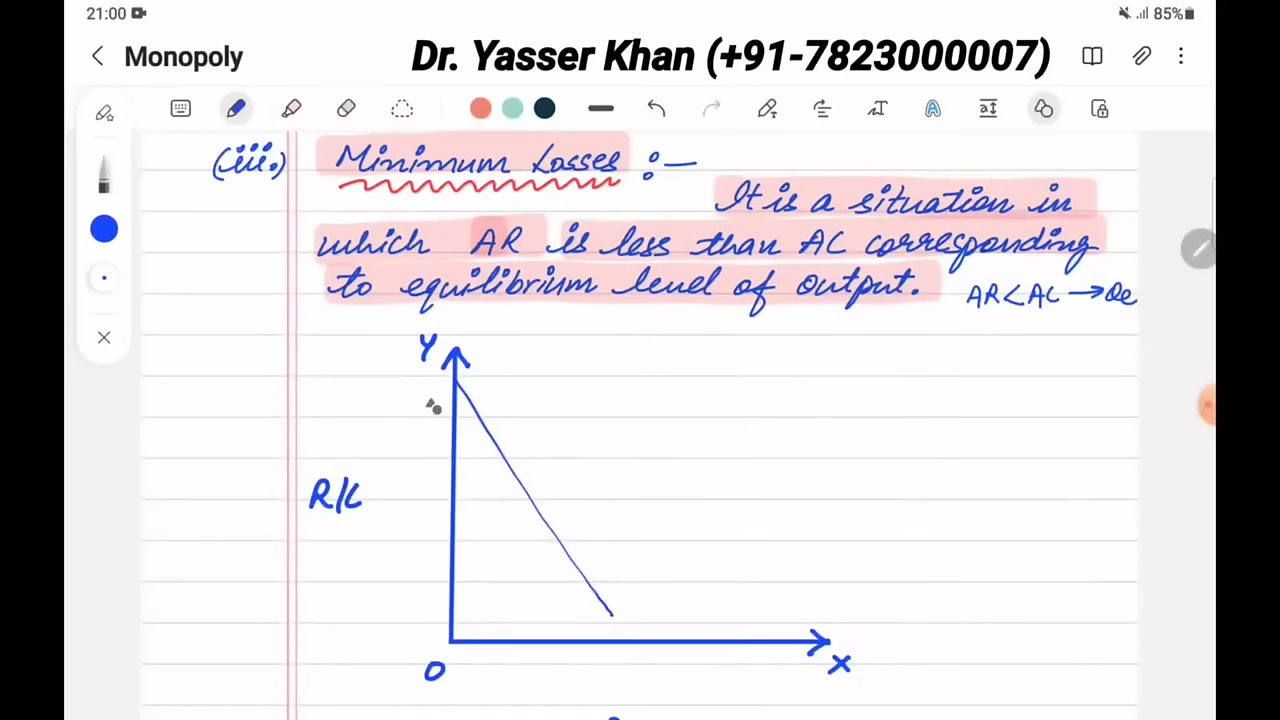 21:00
85%
Monopoly
Dr. Yasser Khan (+91-7823000007)
(iii.) Minimum Losses :-
It is a situation in
which AR is less than AC corresponding
to equilibrium level of output. AR<AC→Qe
Y
R/C
O
X